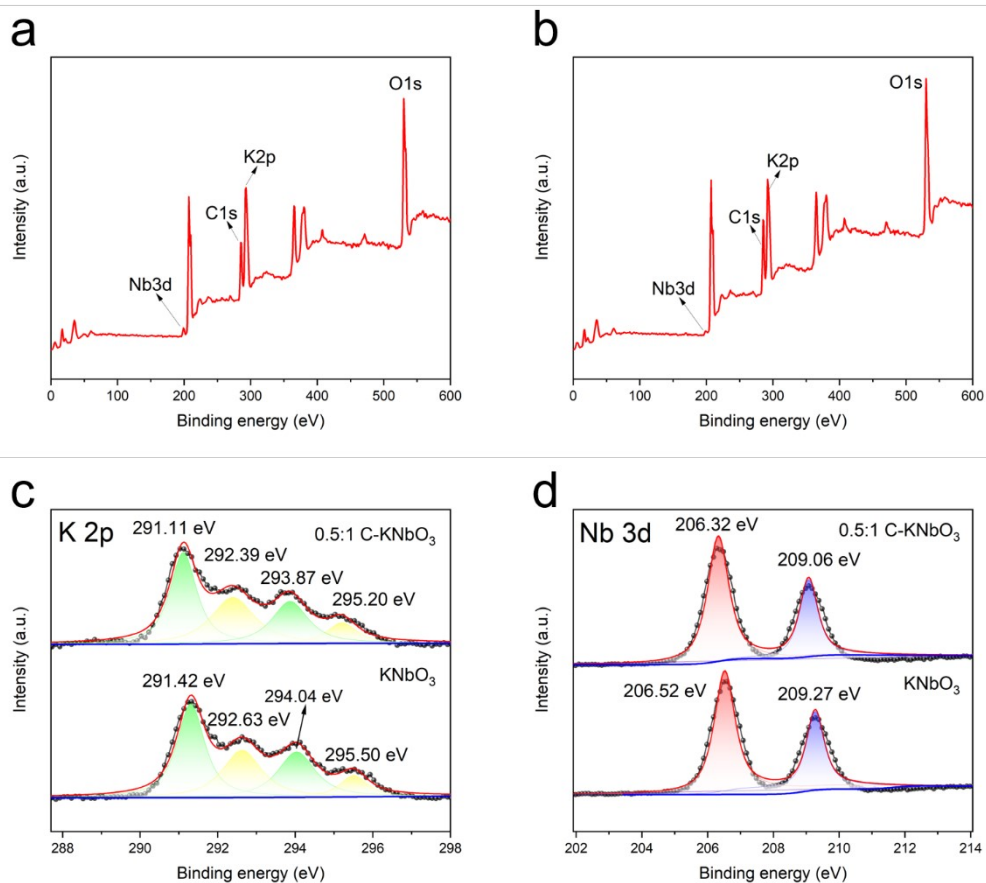 a
O1s
K2p
C1s
Nb3d
Intensity (a.u.)
0 100 200 300 400 500 600
Binding energy (eV)
b
O1s
K2p
C1s
Nb3d
Intensity (a.u.)
0 100 200 300 400 500 600
Binding energy (eV)
c
K 2p
291.11 eV
0.5:1 C-KNbO₃
292.39 eV
293.87 eV
295.20 eV
KNbO₃
291.42 eV
294.04 eV
292.63 eV
295.50 eV
Intensity (a.u.)
288 290 292 294 296 298
Binding energy (eV)
d
Nb 3d
206.32 eV
0.5:1 C-KNbO₃
209.06 eV
KNbO₃
206.52 eV
209.27 eV
Intensity (a.u.)
202 204 206 208 210 212 214
Binding energy (eV)